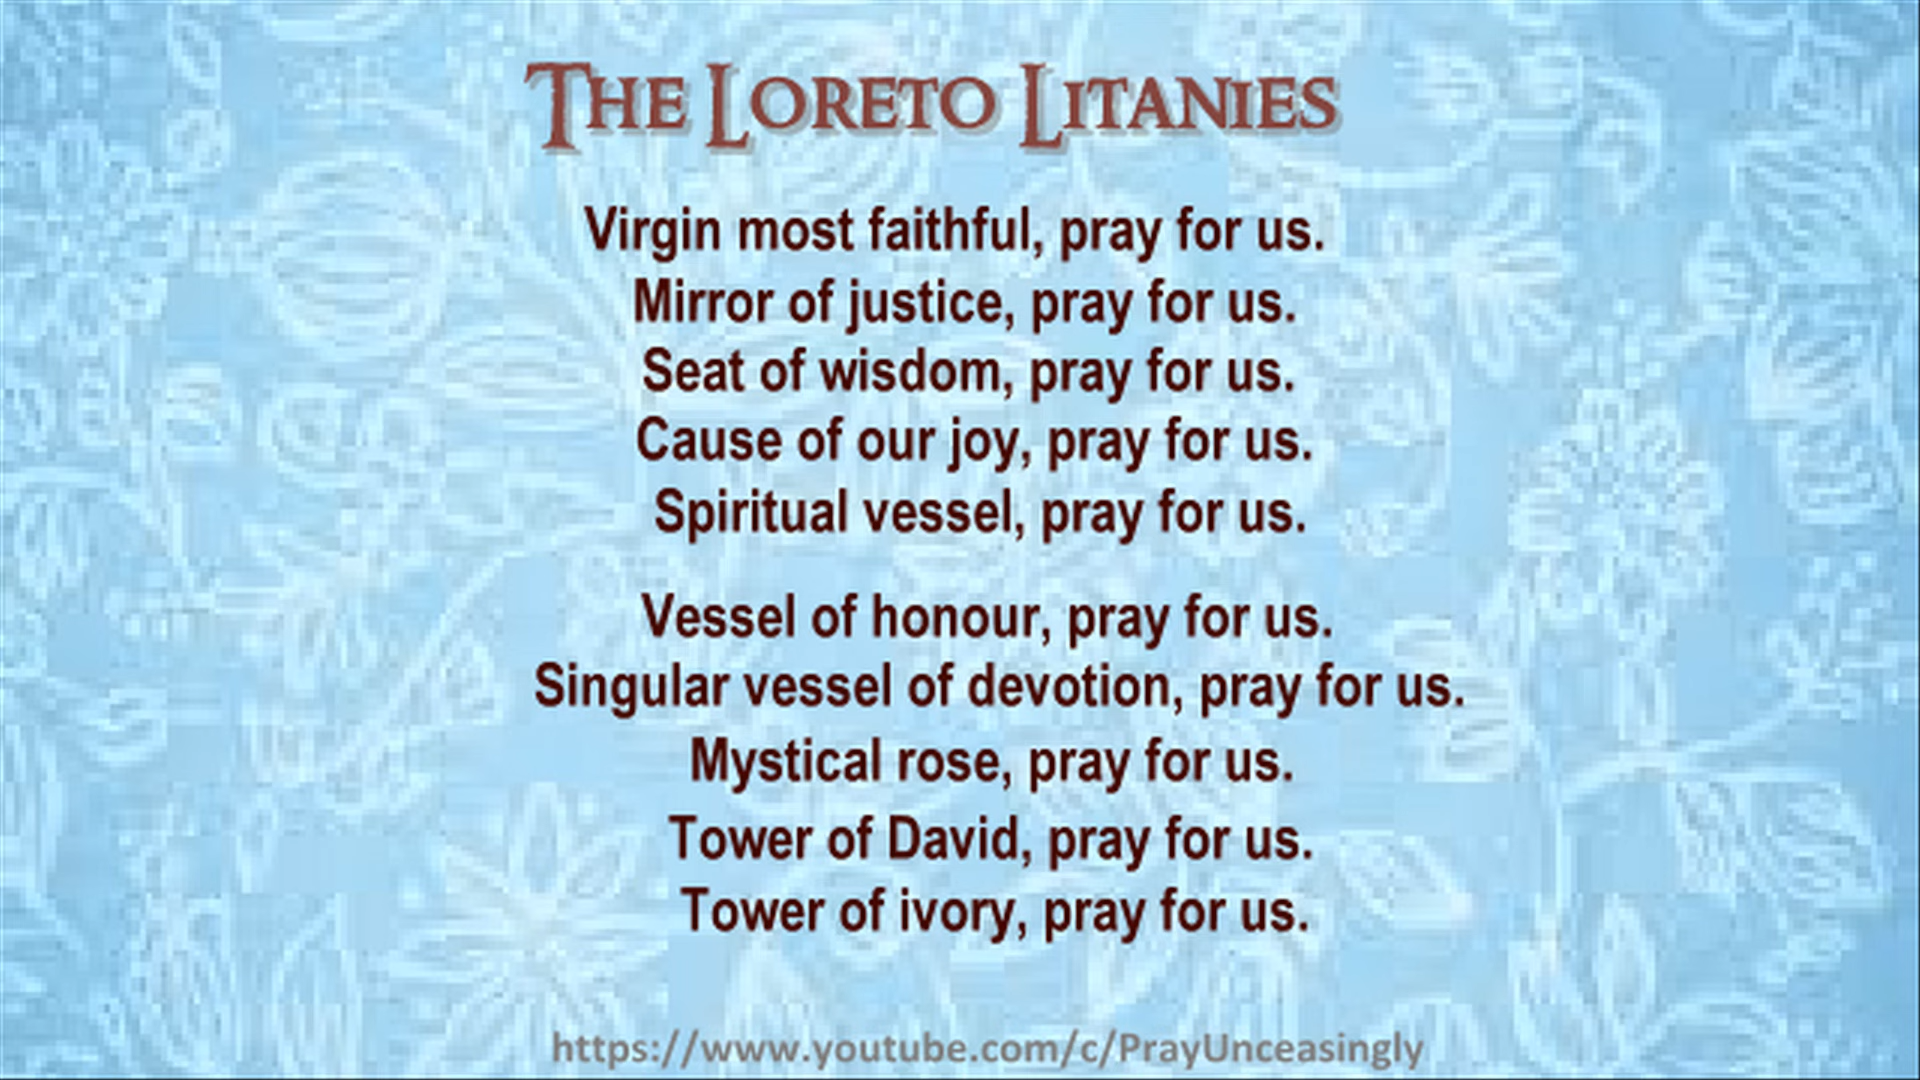 The Loreto Litanies
Virgin most faithful, pray for us.
Mirror of justice, pray for us.
Seat of wisdom, pray for us.
Cause of our joy, pray for us.
Spiritual vessel, pray for us.
Vessel of honour, pray for us.
Singular vessel of devotion, pray for us.
Mystical rose, pray for us.
Tower of David, pray for us.
Tower of ivory, pray for us.
https://www.youtube.com/c/PrayUnceasingly